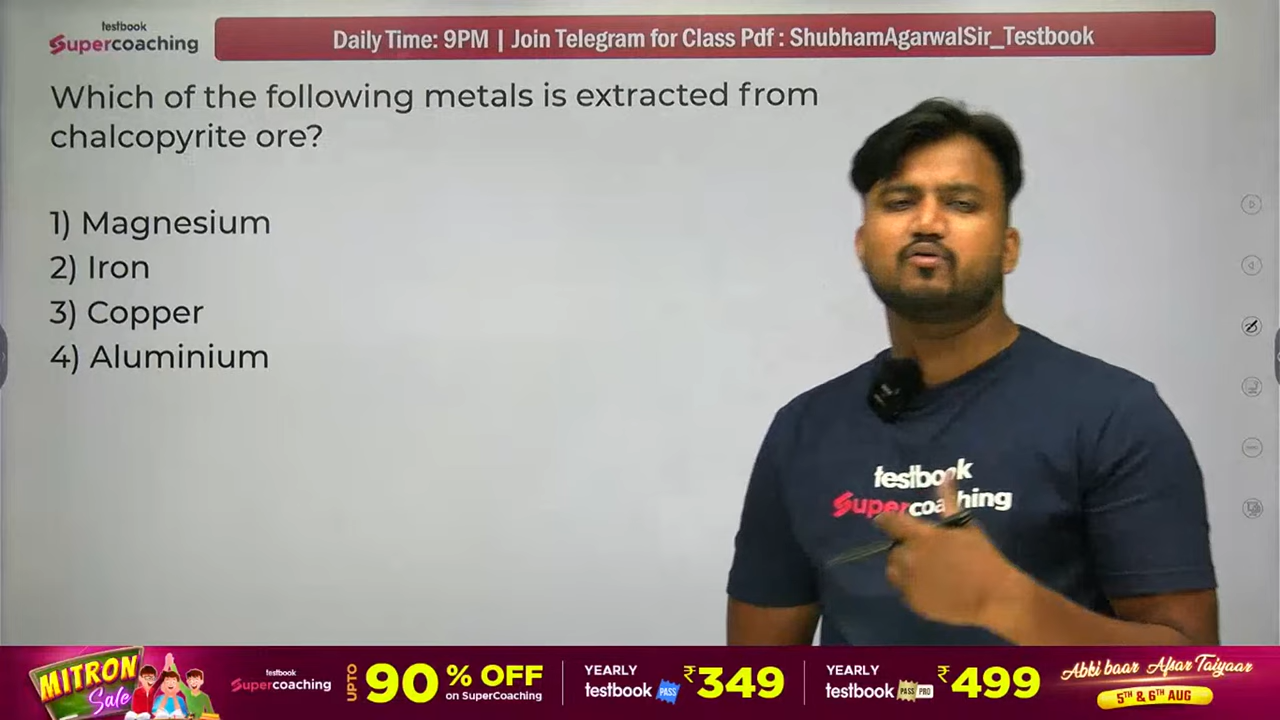 testbook
Supercoaching
Daily Time: 9PM | Join Telegram for Class Pdf : ShubhamAgarwalSir_Testbook
Which of the following metals is extracted from
chalcopyrite ore?
1) Magnesium
2) Iron
3) Copper
4) Aluminium
testbook
Supercoaching
MITRON
Sale
testbook
Supercoaching
UPTO
90% OFF
on SuperCoaching
YEARLY
testbook PASS
₹349
YEARLY
testbook PASS PRO
₹499
Abki baar Afsar Taiyaar
5TH & 6TH AUG